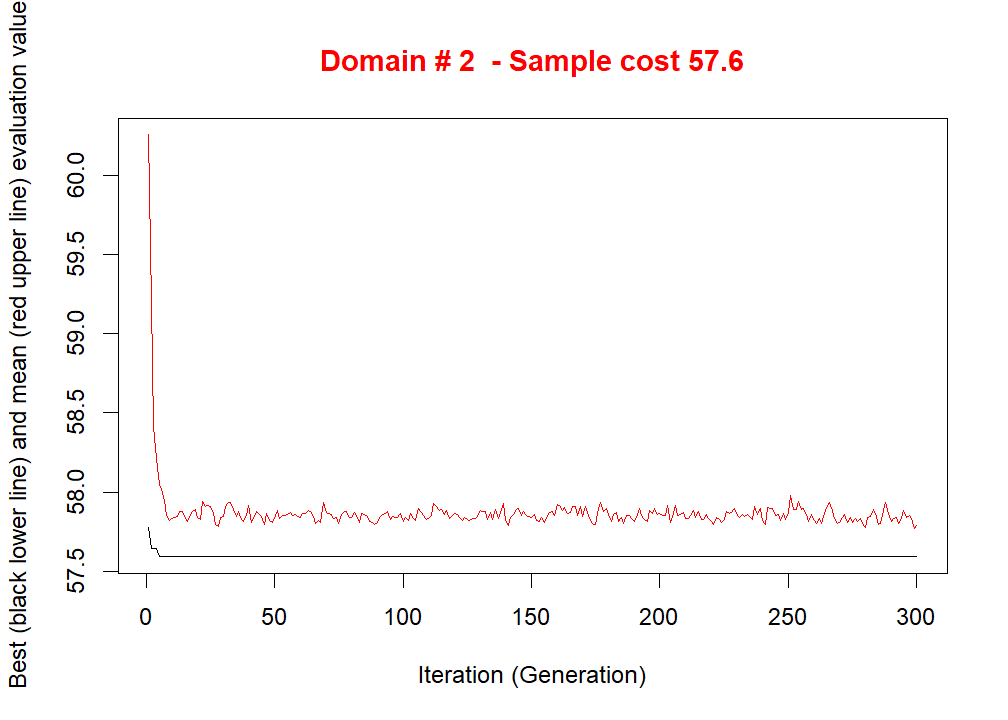 Domain # 2  - Sample cost 57.6
Best (black lower line) and mean (red upper line) evaluation value
60.0
59.5
59.0
58.5
58.0
57.5
0 50 100 150 200 250 300
Iteration (Generation)